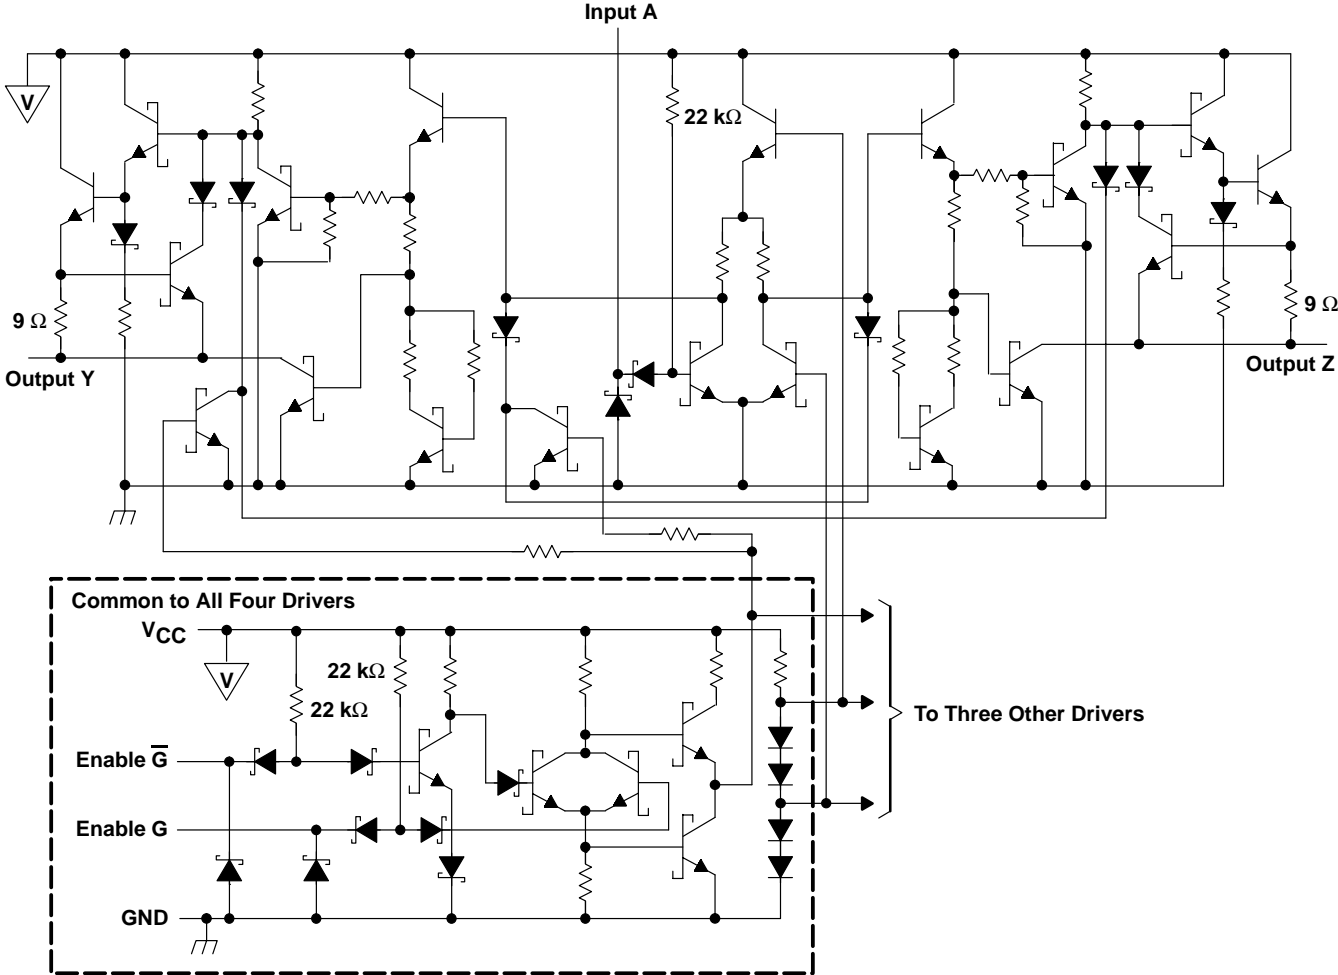 Input A
V
22 kΩ
9 Ω
9 Ω
Output Y
Output Z
Common to All Four Drivers
VCC
V
22 kΩ
22 kΩ
To Three Other Drivers
Enable G̅
Enable G
GND